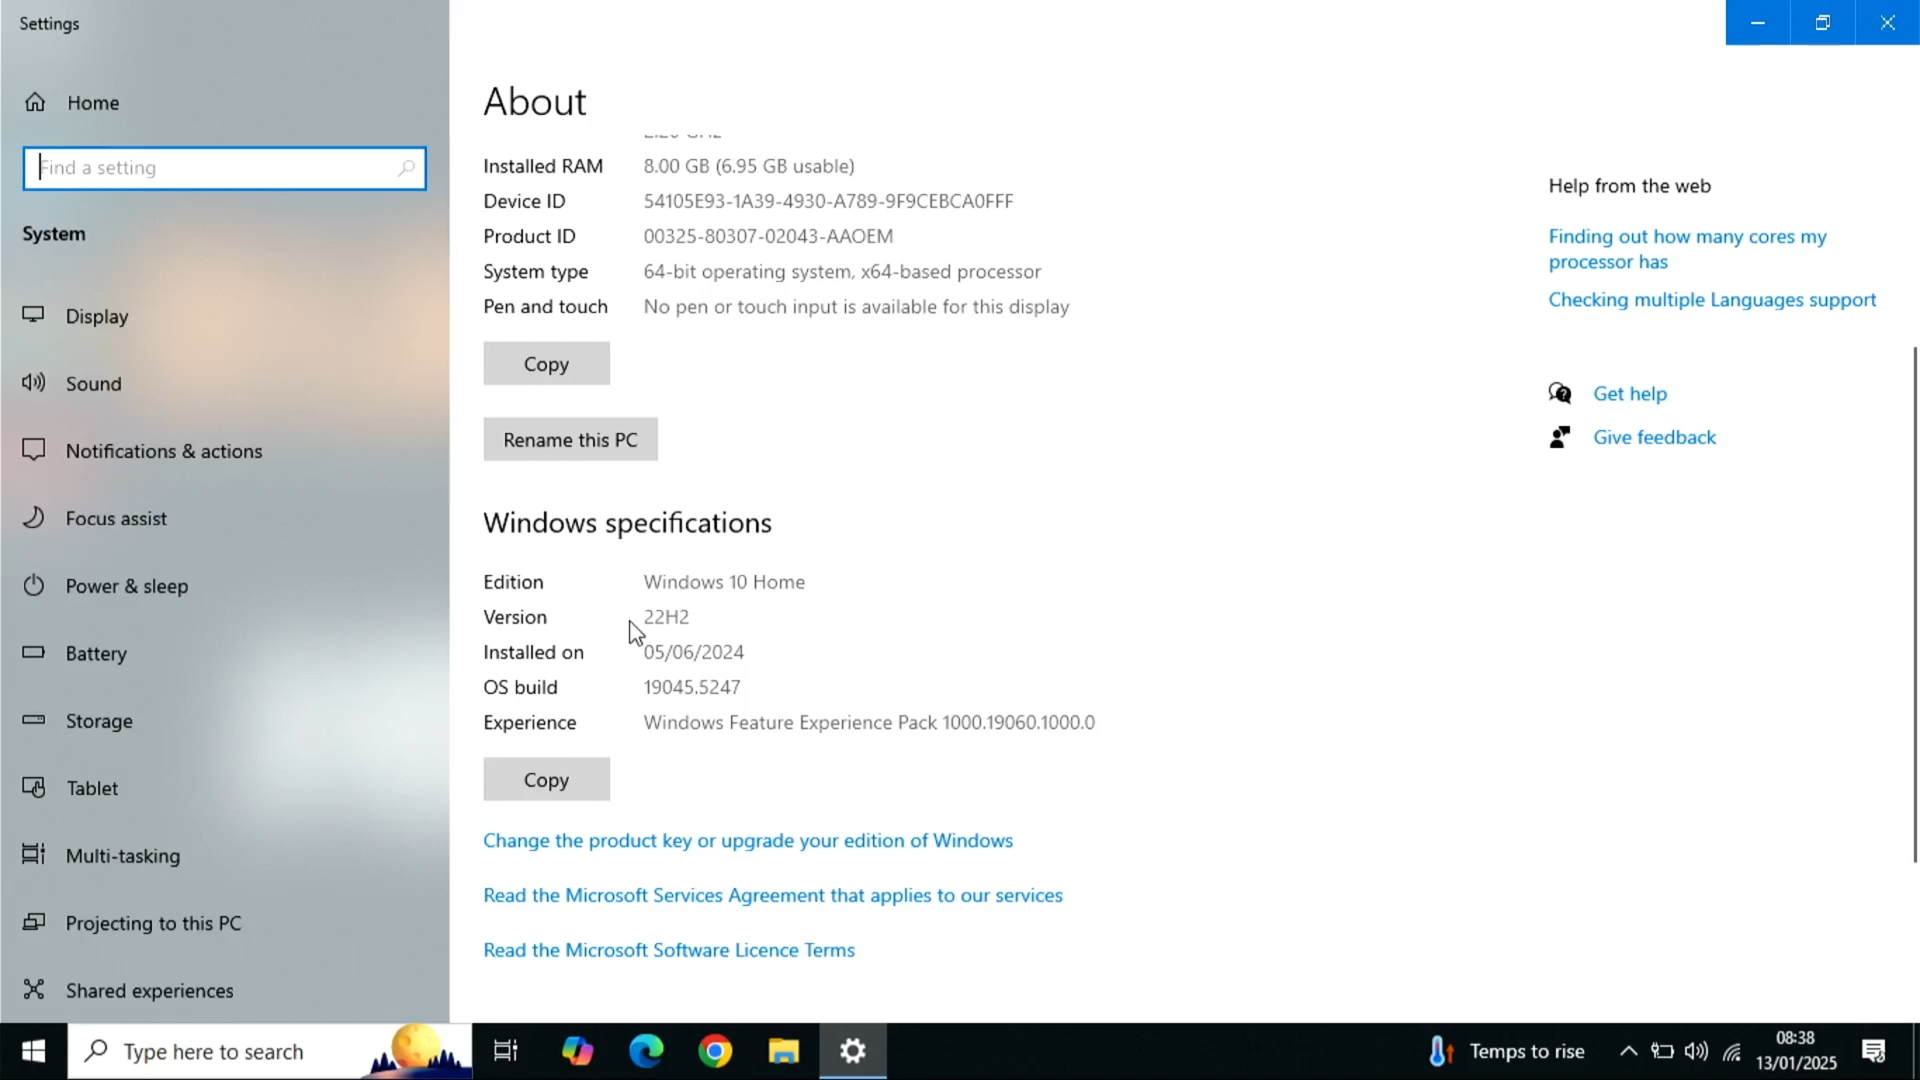 Settings
Home
Find a setting
System
Display
Sound
Notifications & actions
Focus assist
Power & sleep
Battery
Storage
Tablet
Multi-tasking
Projecting to this PC
Shared experiences
About
Installed RAM 8.00 GB (6.95 GB usable)
Device ID 54105E93-1A39-4930-A789-9F9CEBCA0FFF
Product ID 00325-80307-02043-AAOEM
System type 64-bit operating system, x64-based processor
Pen and touch No pen or touch input is available for this display
Copy
Rename this PC
Windows specifications
Edition Windows 10 Home
Version 22H2
Installed on 05/06/2024
OS build 19045.5247
Experience Windows Feature Experience Pack 1000.19060.1000.0
Copy
Change the product key or upgrade your edition of Windows
Read the Microsoft Services Agreement that applies to our services
Read the Microsoft Software Licence Terms
Help from the web
Finding out how many cores my
processor has
Checking multiple Languages support
Get help
Give feedback
Type here to search
Temps to rise
08:38
13/01/2025